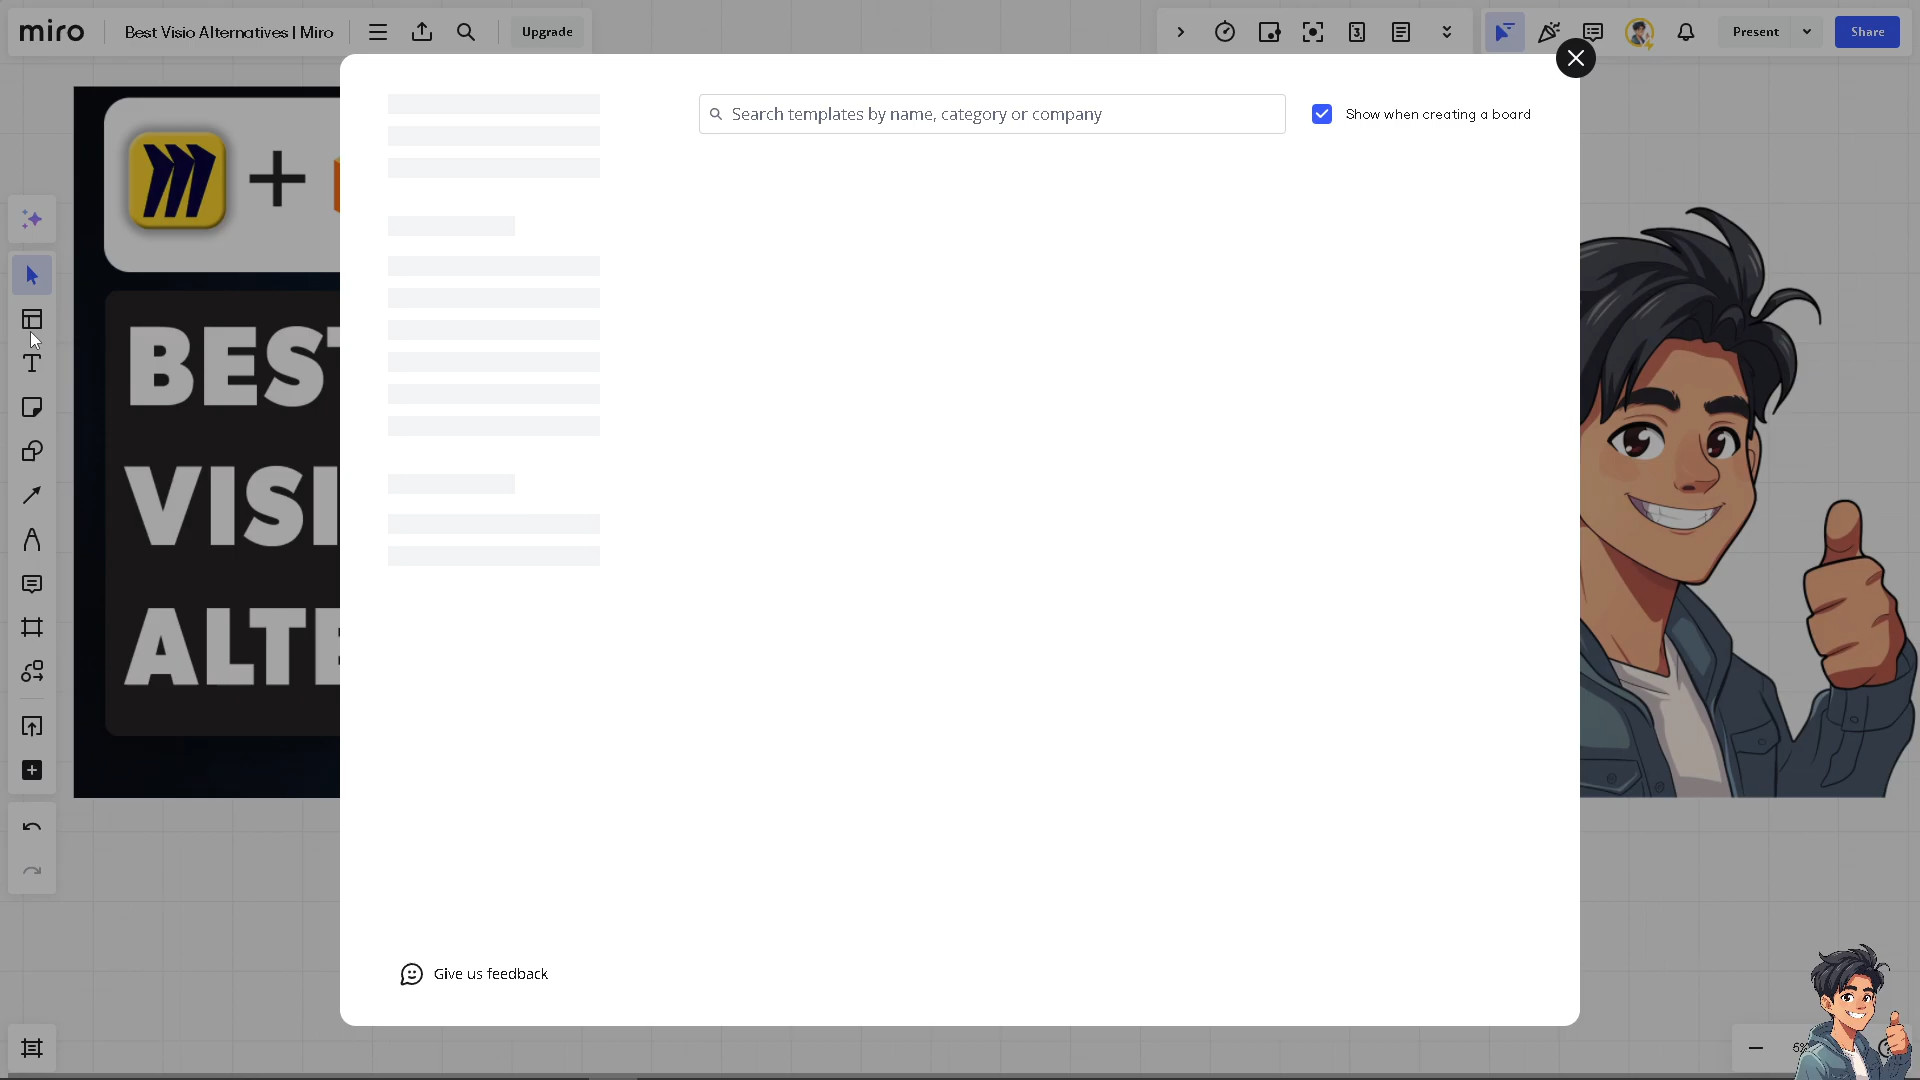 miro
Best Visio Alternatives | Miro
Upgrade
3
Present
Share
Search templates by name, category or company
Show when creating a board
BEST
VISI
ALTE
Give us feedback